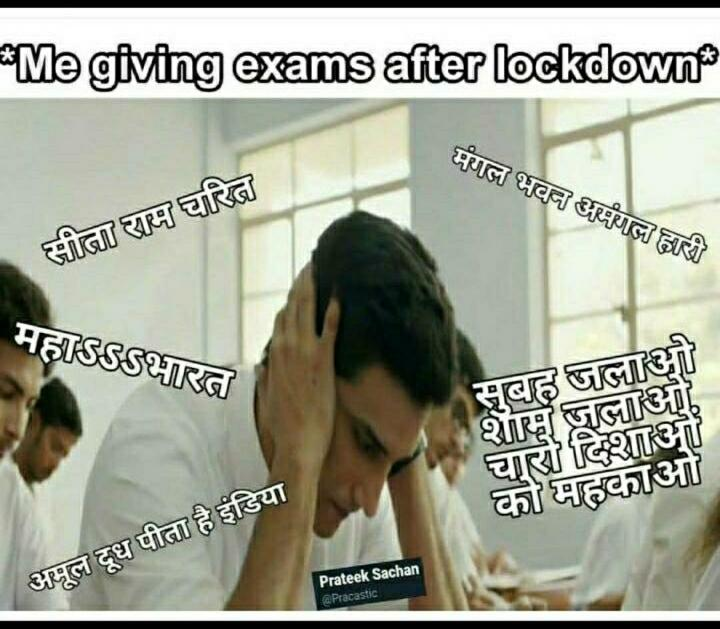 *Me giving exams after lockdown*
सीता राम चरित
मंगल भवन अमंगल हारी
महाऽऽऽभारत
सुबह जलाओ
शाम जलाओ
चारो दिशाओं
को महकाओ
अमूल दूध पीता है इंडिया
Prateek Sachan
@Pracastic